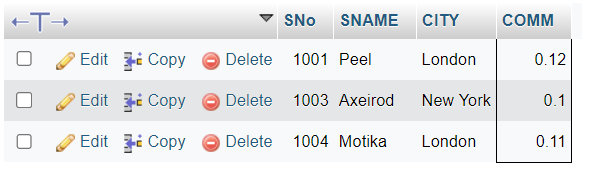 SNo SNAME CITY COMM
Edit Copy Delete 1001 Peel London 0.12
Edit Copy Delete 1003 Axeirod New York 0.1
Edit Copy Delete 1004 Motika London 0.11